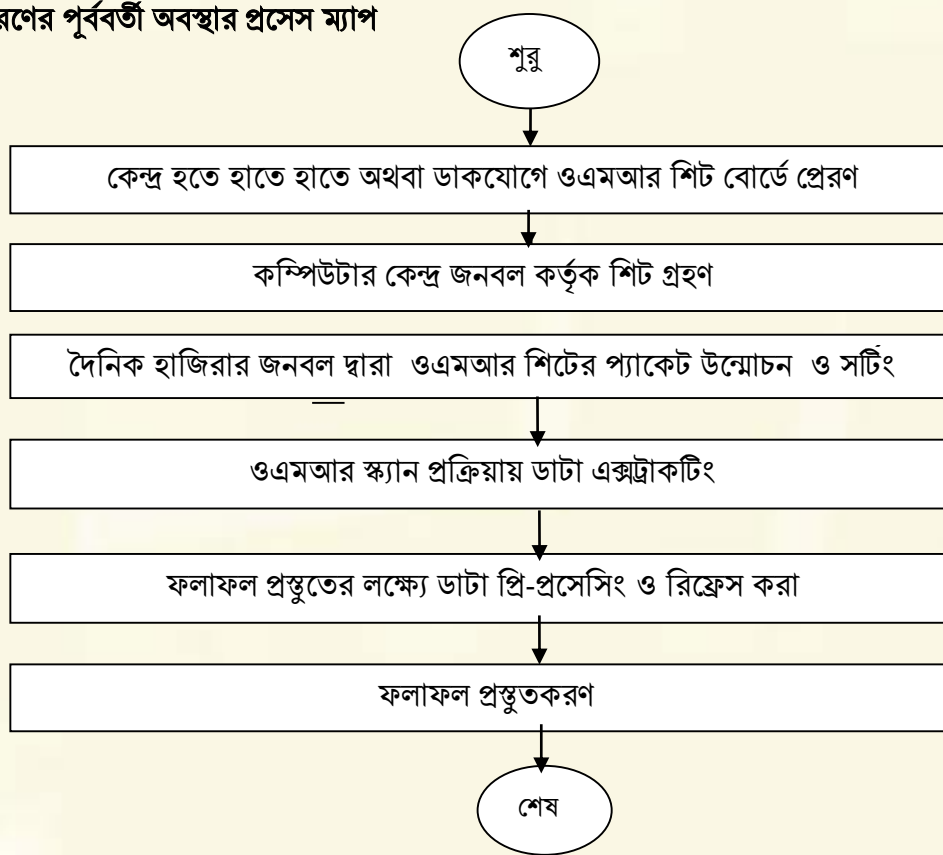 পূর্ববর্তী অবস্থার প্রসেস ম্যাপ
শুরু
কেন্দ্র হতে হাতে হাতে অথবা ডাকযোগে ওএমআর শিট বোর্ডে প্রেরণ
কম্পিউটার কেন্দ্র জনবল কর্তৃক শিট গ্রহণ
দৈনিক হাজিরার জনবল দ্বারা ওএমআর শিটের প্যাকেট উন্মোচন ও সর্টিং
ওএমআর স্ক্যান প্রক্রিয়ায় ডাটা এক্সট্রাকটিং
ফলাফল প্রস্তুতের লক্ষ্যে ডাটা প্রি-প্রসেসিং ও রিফ্রেস করা
ফলাফল প্রস্তুতকরণ
শেষ